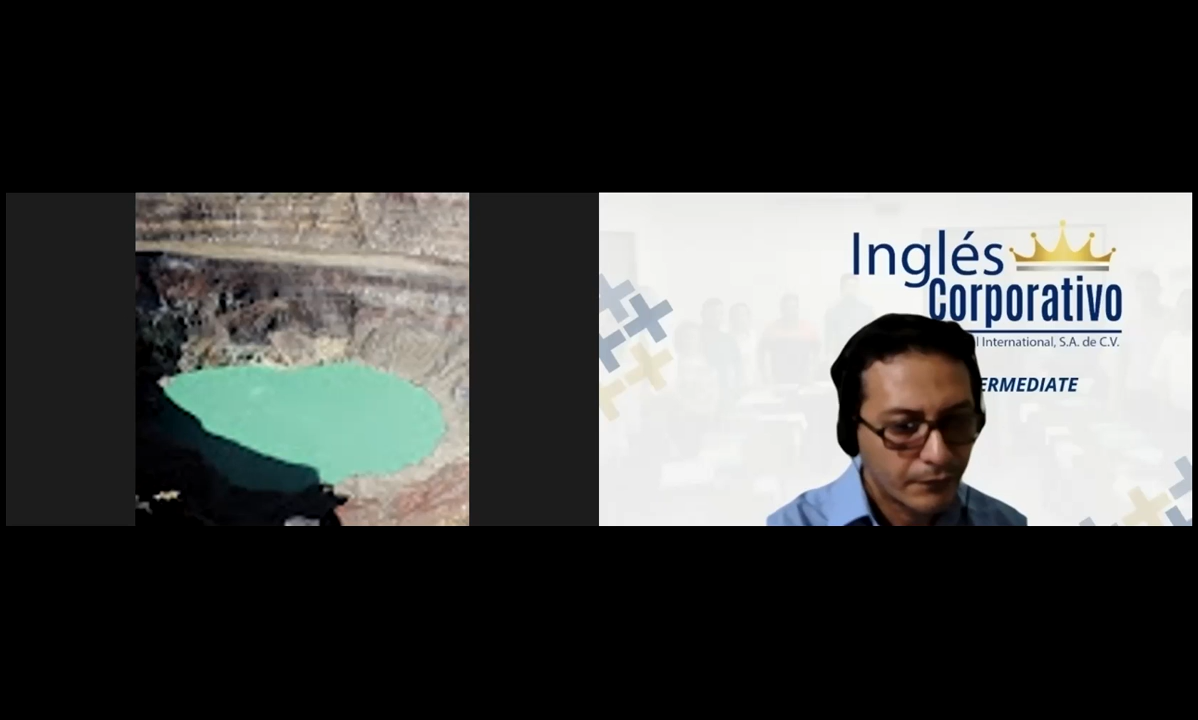 Inglés
Corporativo
l International, S.A. de C.V.
ERMEDIATE